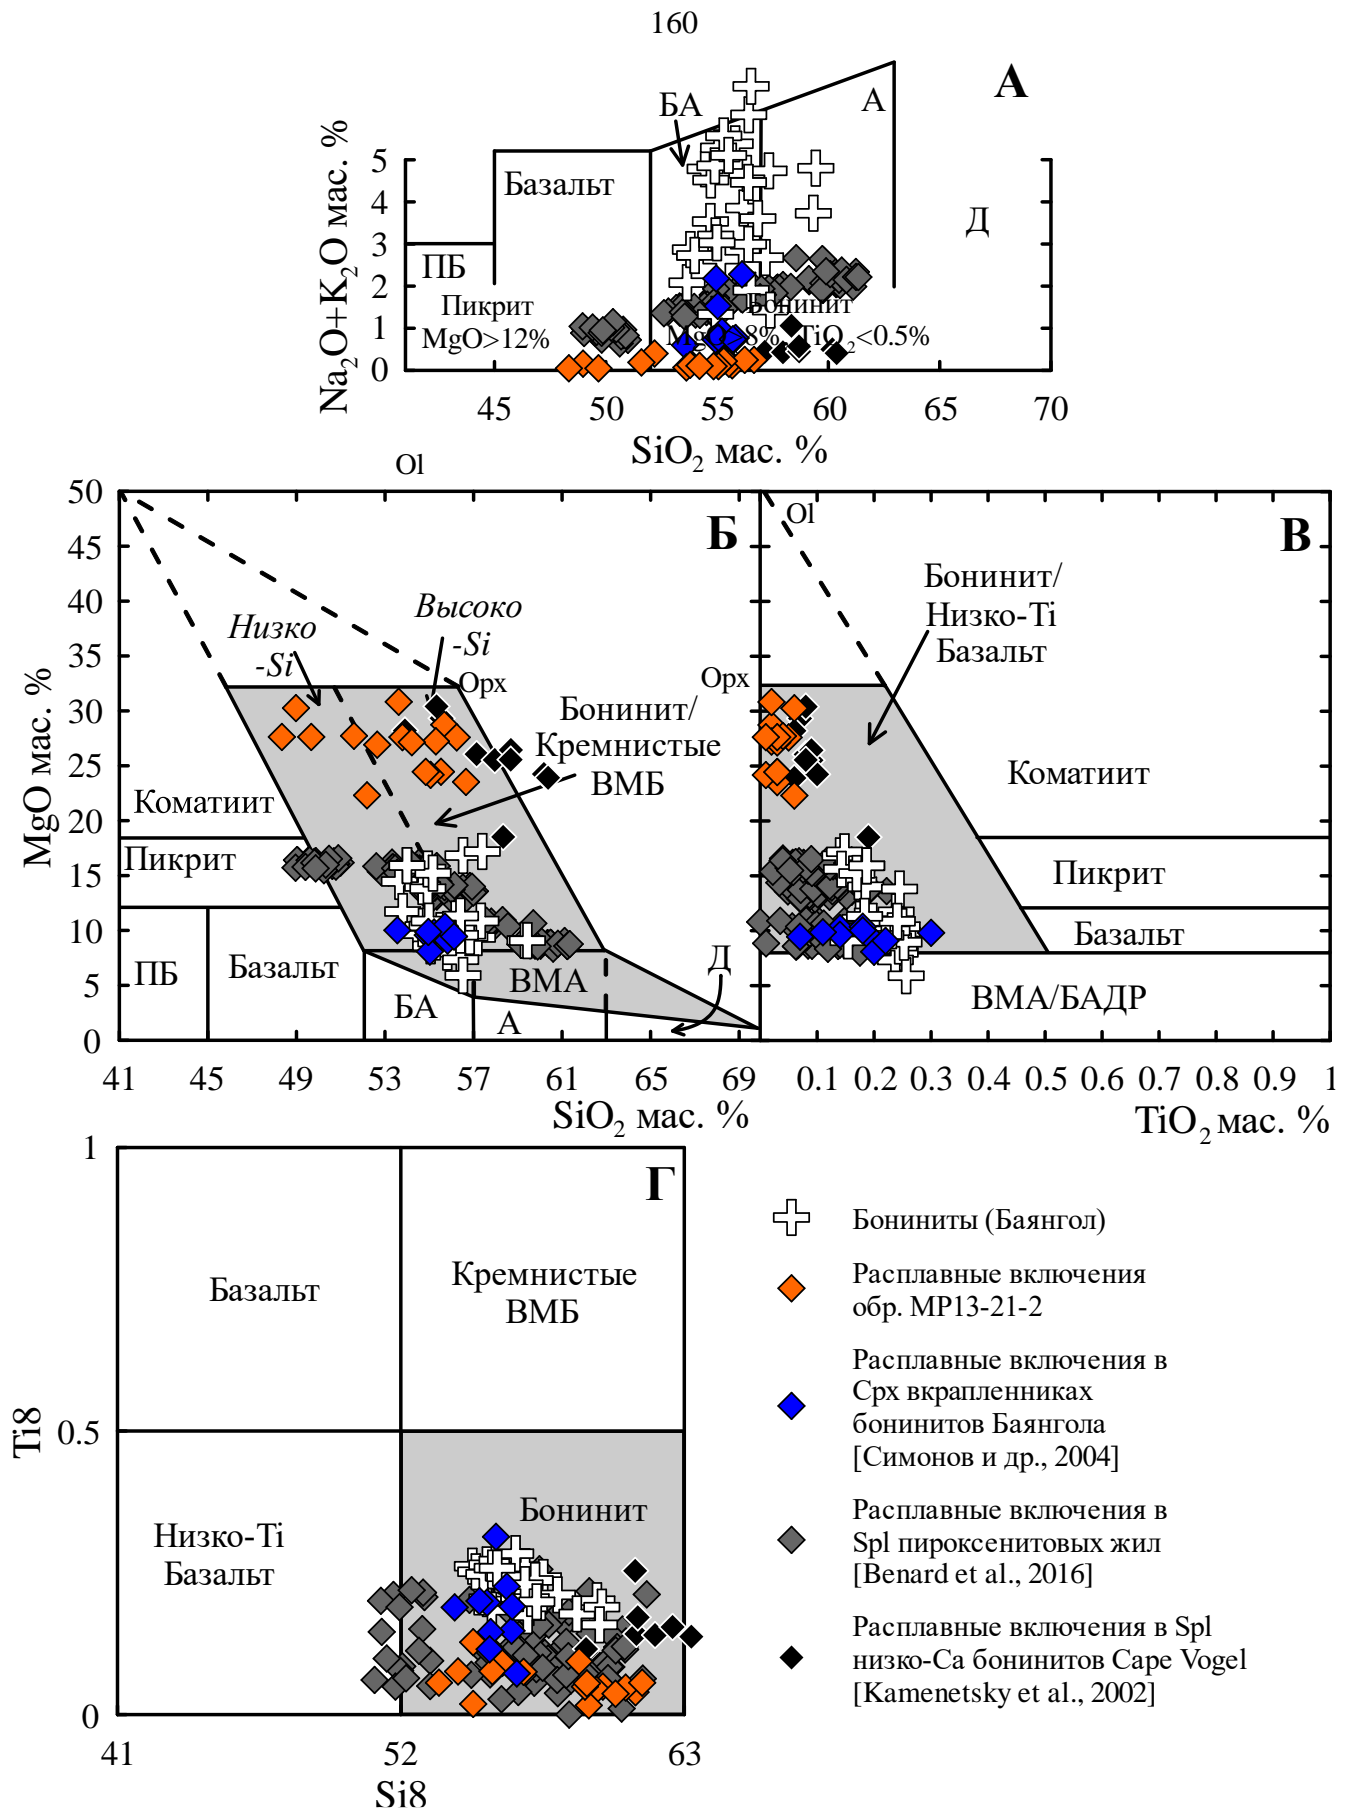 160
А
БА
А
Базальт
Д
ПБ
Пикрит
MgO>12%
Бонинит
TiO2<0.5%
Na2O+K2O мас. %
5
4
3
2
1
0
45 50 55 60 65 70
SiO2 мас. %
Ol
Б
Низко
-Si
Высоко
-Si
Opx
Бонинит/
Кремнистые
ВМБ
Коматиит
Пикрит
ПБ
Базальт
БА
А
ВМА
Д
MgO мас. %
50
45
40
35
30
25
20
15
10
5
0
41 45 49 53 57 61 65 69
SiO2 мас. %
Ol
В
Бонинит/
Низко-Ti
Базальт
Opx
Коматиит
Пикрит
Базальт
ВМА/БАДР
0.1 0.2 0.3 0.4 0.5 0.6 0.7 0.8 0.9 1
TiO2 мас. %
Г
Базальт
Кремнистые
ВМБ
Низко-Ti
Базальт
Бонинит
Ti8
1
0.5
0
41 52 63
Si8
Бониниты (Баянгол)
Расплавные включения
обр. МР13-21-2
Расплавные включения в
Cpx вкрапленниках
бонинитов Баянгола
[Симонов и др., 2004]
Расплавные включения в
Spl пироксенитовых жил
[Benard et al., 2016]
Расплавные включения в Spl
низко-Ca бонинитов Cape Vogel
[Kamenetsky et al., 2002]